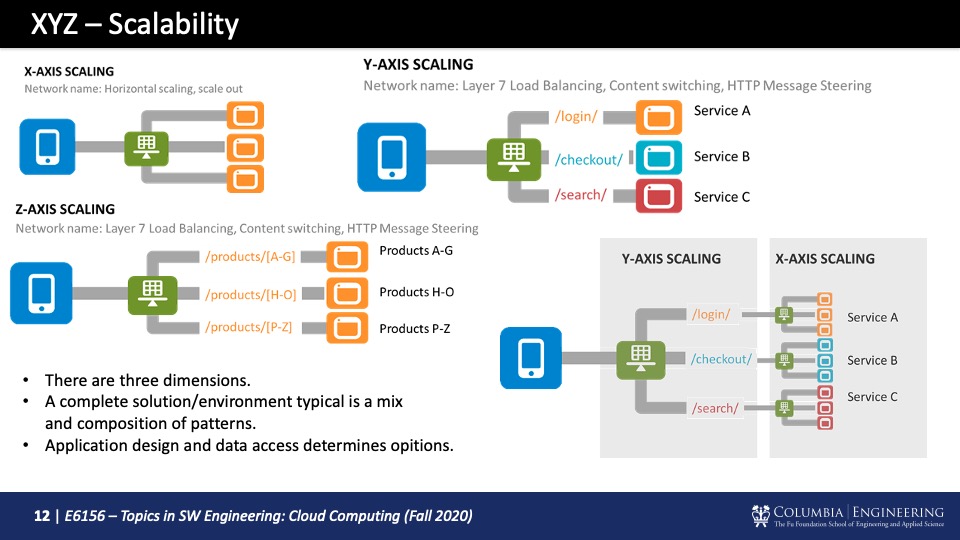 XYZ – Scalability
X-AXIS SCALING
Network name: Horizontal scaling, scale out
Y-AXIS SCALING
Network name: Layer 7 Load Balancing, Content switching, HTTP Message Steering
/login/
Service A
/checkout/
Service B
/search/
Service C
Z-AXIS SCALING
Network name: Layer 7 Load Balancing, Content switching, HTTP Message Steering
/products/[A-G]
Products A-G
/products/[H-O]
Products H-O
/products/[P-Z]
Products P-Z
Y-AXIS SCALING
X-AXIS SCALING
/login/
Service A
/checkout/
Service B
/search/
Service C
• There are three dimensions.
• A complete solution/environment typical is a mix
and composition of patterns.
• Application design and data access determines opitions.
12 | E6156 – Topics in SW Engineering: Cloud Computing (Fall 2020)
COLUMBIA | ENGINEERING
The Fu Foundation School of Engineering and Applied Science